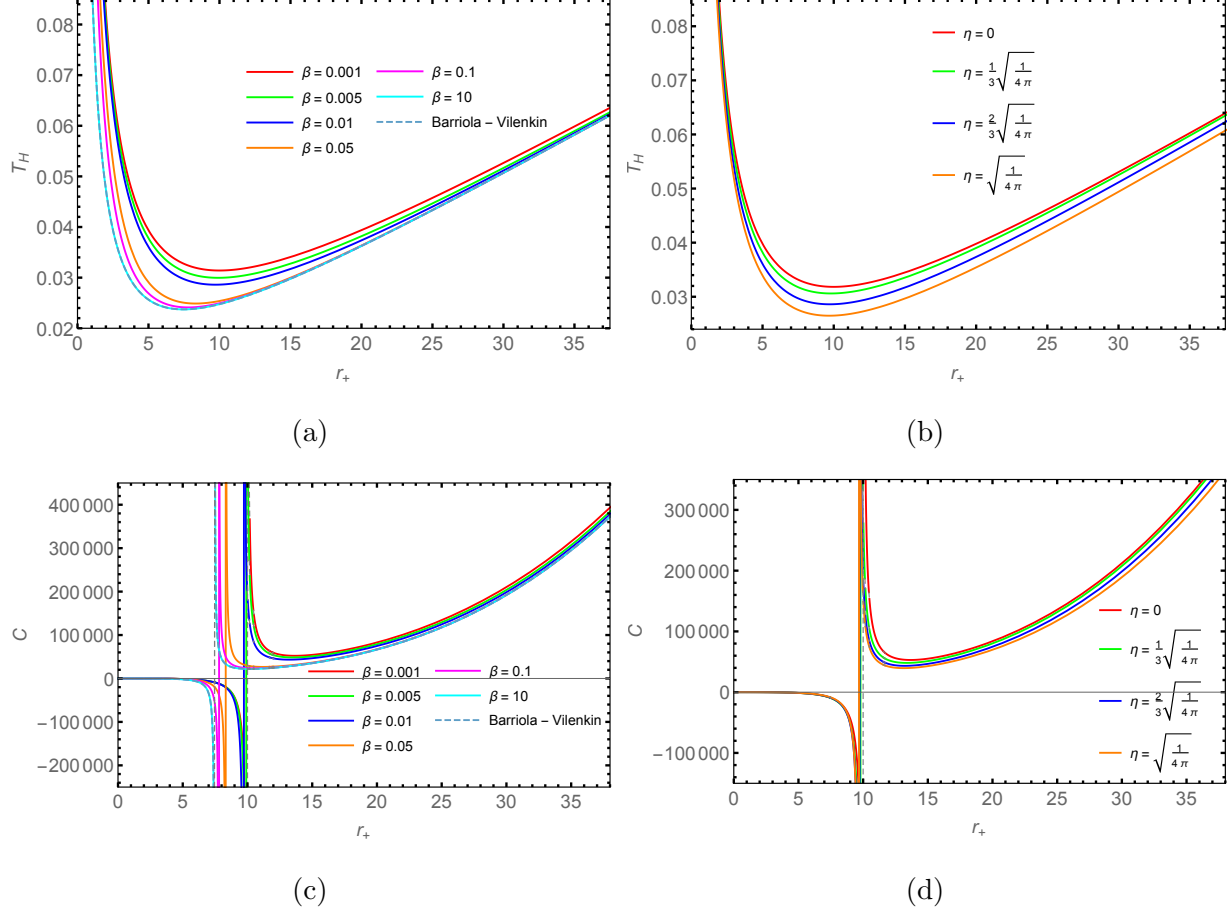 0.08
0.07
0.06
0.05
0.04
0.03
0.02
T_H
β = 0.001
β = 0.005
β = 0.01
β = 0.05
β = 0.1
β = 10
Barriola – Vilenkin
0 5 10 15 20 25 30 35
r_+
(a)
0.08
0.07
0.06
0.05
0.04
0.03
T_H
η = 0
η = 1/3 √(1/(4 π))
η = 2/3 √(1/(4 π))
η = √(1/(4 π))
0 5 10 15 20 25 30 35
r_+
(b)
400 000
300 000
200 000
100 000
0
−100 000
−200 000
C
β = 0.001
β = 0.005
β = 0.01
β = 0.05
β = 0.1
β = 10
Barriola – Vilenkin
0 5 10 15 20 25 30 35
r_+
(c)
300 000
200 000
100 000
0
−100 000
C
η = 0
η = 1/3 √(1/(4 π))
η = 2/3 √(1/(4 π))
η = √(1/(4 π))
0 5 10 15 20 25 30 35
r_+
(d)